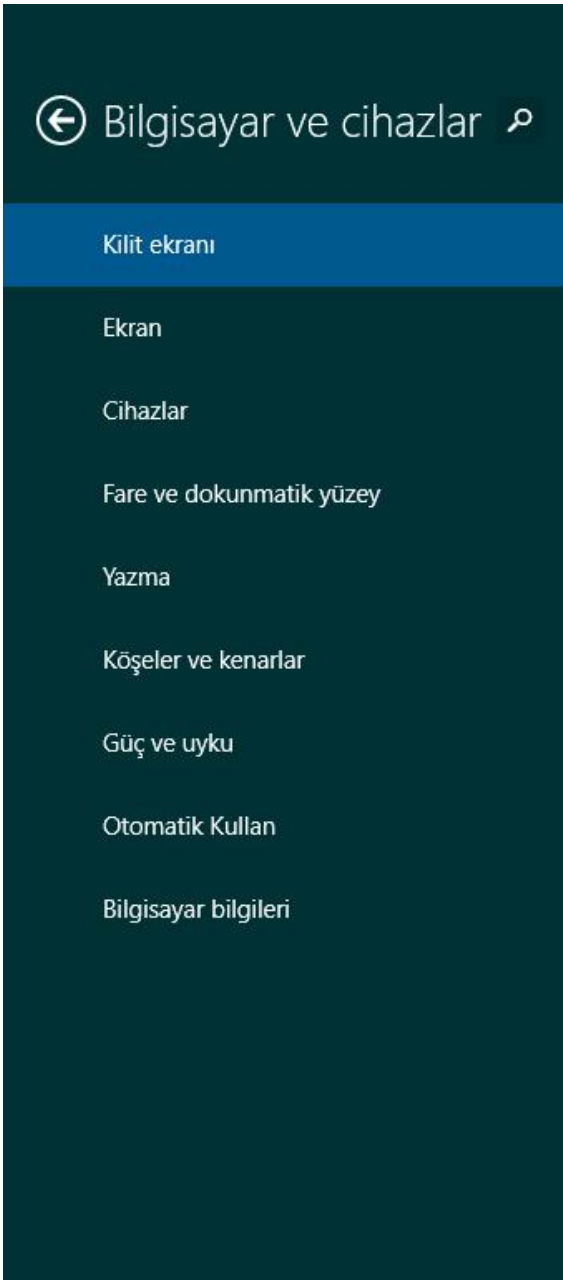 Bilgisayar ve cihazlar
Kilit ekranı
Ekran
Cihazlar
Fare ve dokunmatik yüzey
Yazma
Köşeler ve kenarlar
Güç ve uyku
Otomatik Kullan
Bilgisayar bilgileri